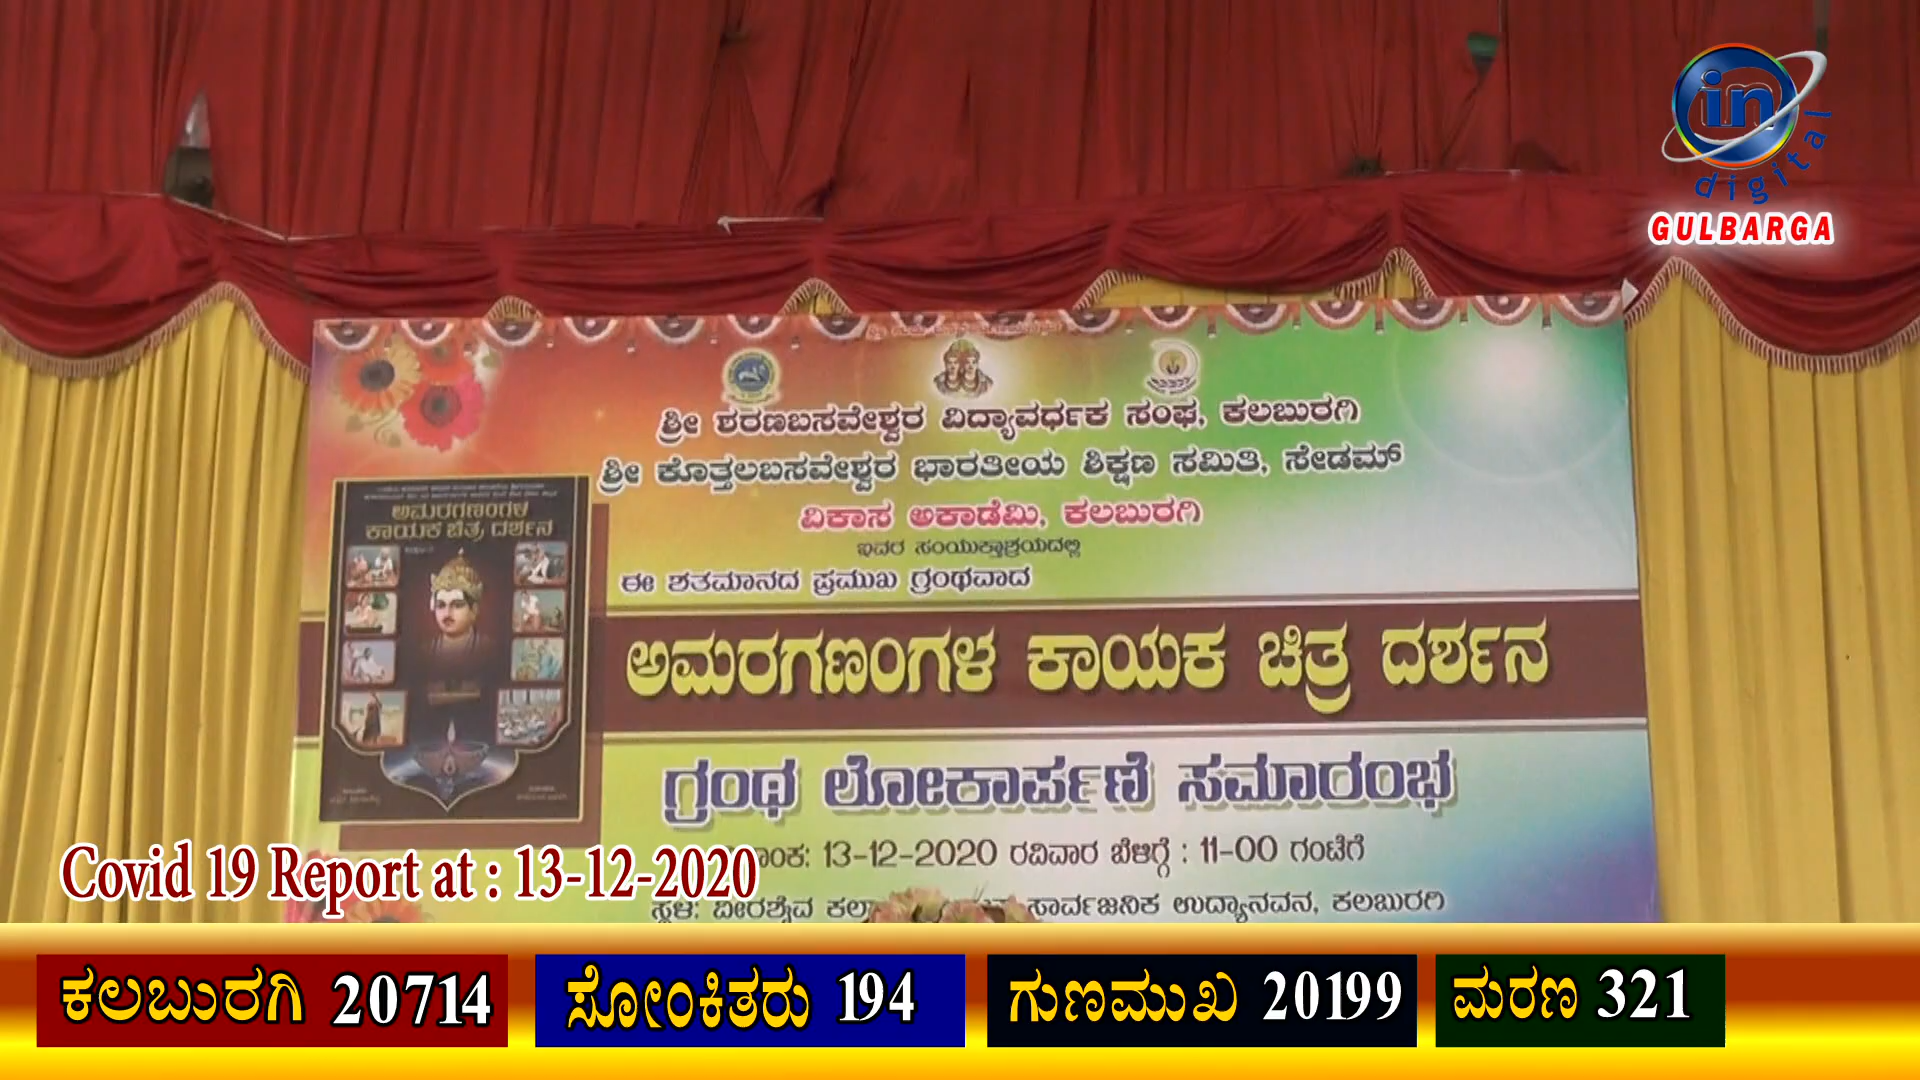 in
digital
GULBARGA
ಶ್ರೀ ಶರಣಬಸವೇಶ್ವರ ವಿದ್ಯಾವರ್ಧಕ ಸಂಘ, ಕಲಬುರಗಿ
ಶ್ರೀ ಕೊತ್ತಲಬಸವೇಶ್ವರ ಭಾರತೀಯ ಶಿಕ್ಷಣ ಸಮಿತಿ, ಸೇಡಮ್
ವಿಕಾಸ ಅಕಾಡೆಮಿ, ಕಲಬುರಗಿ
ಇವರ ಸಂಯುಕ್ತಾಶ್ರಯದಲ್ಲಿ
ಈ ಶತಮಾನದ ಪ್ರಮುಖ ಗ್ರಂಥವಾದ
ಅಮರಗಣಂಗಳ
ಕಾಯಕ ಚಿತ್ರ ದರ್ಶನ
ಅಮರಗಣಂಗಳ ಕಾಯಕ ಚಿತ್ರ ದರ್ಶನ
ಗ್ರಂಥ ಲೋಕಾರ್ಪಣೆ ಸಮಾರಂಭ
13-12-2020 ರವಿವಾರ ಬೆಳಿಗ್ಗೆ : 11-00 ಗಂಟೆಗೆ
ಸ್ಥಳ: ವೀರಶೈವ ಸಾರ್ವಜನಿಕ ಉದ್ಯಾನವನ, ಕಲಬುರಗಿ
Covid 19 Report at : 13-12-2020
ಕಲಬುರಗಿ 20714 ಸೋಂಕಿತರು 194 ಗುಣಮುಖ 20199 ಮರಣ 321